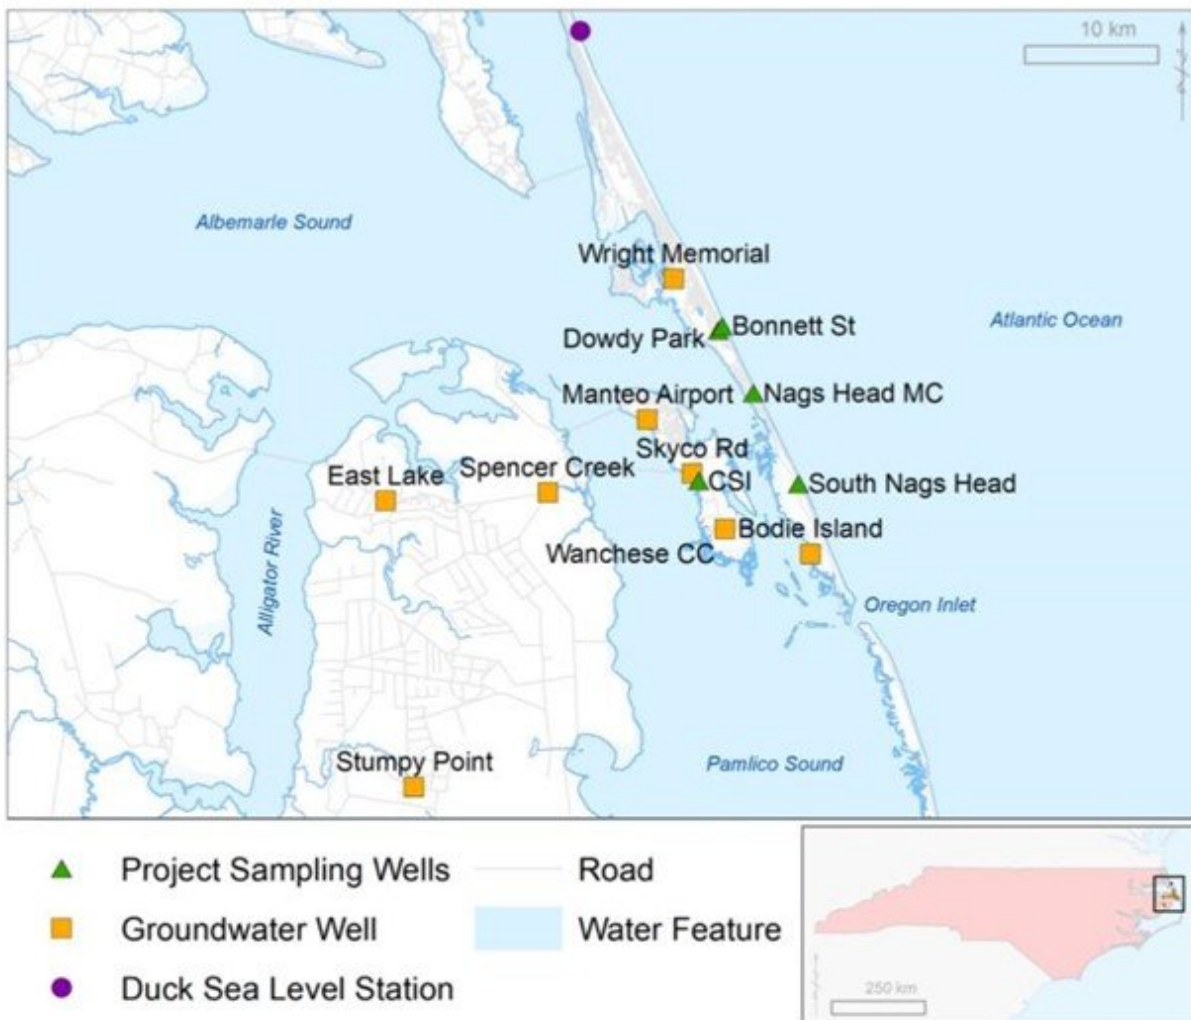 10 km
Albemarle Sound
Wright Memorial
Atlantic Ocean
Bonnett St
Dowdy Park
Manteo Airport
Nags Head MC
Skyco Rd
East Lake
Spencer Creek
CSI
South Nags Head
Alligator River
Bodie Island
Wanchese CC
Oregon Inlet
Stumpy Point
Pamlico Sound
Project Sampling Wells
Road
Groundwater Well
Water Feature
Duck Sea Level Station
250 km